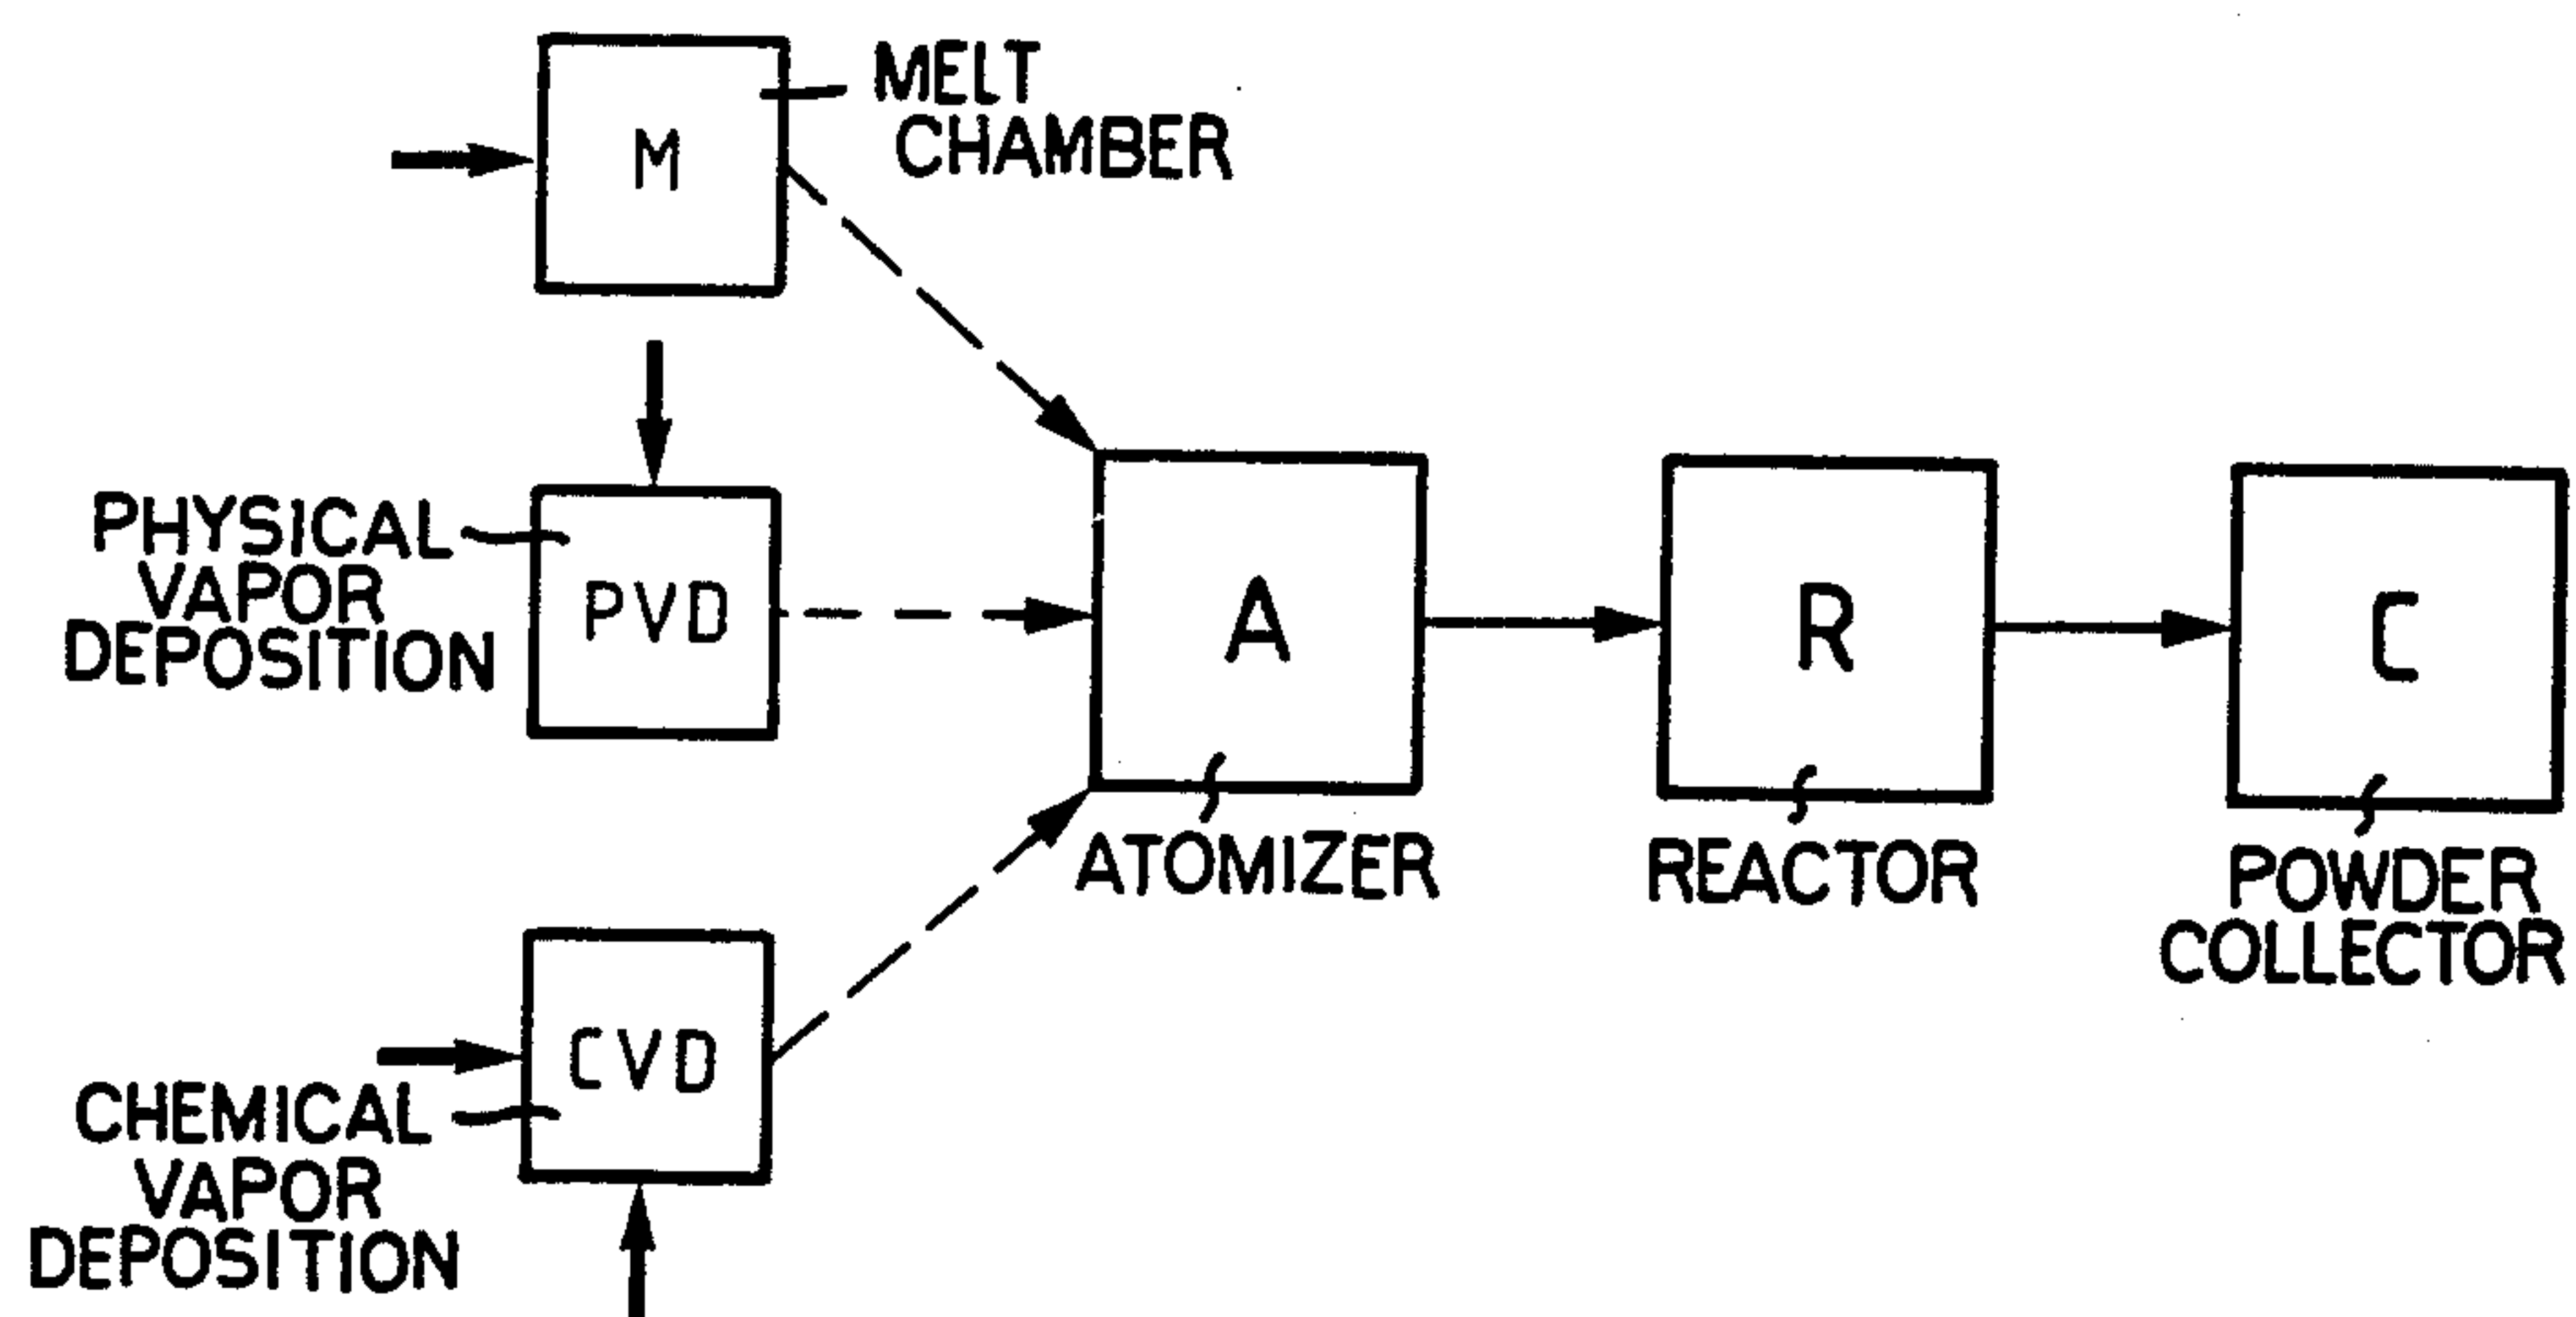 MELT
CHAMBER
M
PHYSICAL
VAPOR
DEPOSITION
PVD
A
ATOMIZER
R
REACTOR
C
POWDER
COLLECTOR
CVD
CHEMICAL
VAPOR
DEPOSITION